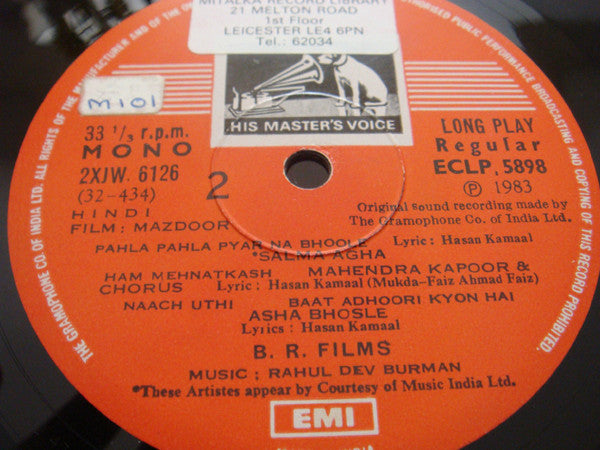 MITALKA RECORD LIBRARY
21 MELTON ROAD
1st Floor
LEICESTER LE4 6PN
Tel.: 62034
M101
HIS MASTER'S VOICE
33 1/3 r.p.m.
MONO
2XJW. 6126
(32-434)
2
LONG PLAY
Regular
ECLP. 5898
Ⓟ 1983
Original sound recording made by
The Gramophone Co. of India Ltd.
HINDI
FILM; MAZDOOR
PAHLA PAHLA PYAR NA BHOOLE Lyric: Hasan Kamaal
*SALMA AGHA
HAM MEHNATKASH MAHENDRA KAPOOR &
CHORUS Lyric: Hasan Kamaal (Mukda-Faiz Ahmad Faiz)
NAACH UTHI BAAT ADHOORI KYON HAI
ASHA BHOSLE
Lyrics: Hasan Kamaal
B. R. FILMS
MUSIC; RAHUL DEV BURMAN
*These Artistes appear by Courtesy of Music India Ltd.
EMI
THE GRAMOPHONE CO. OF INDIA LTD. ALL RIGHTS OF THE MANUFACTURER AND OF THE
PUBLIC PERFORMANCE BROADCASTING AND COPYING OF THIS RECORD PROHIBITED.